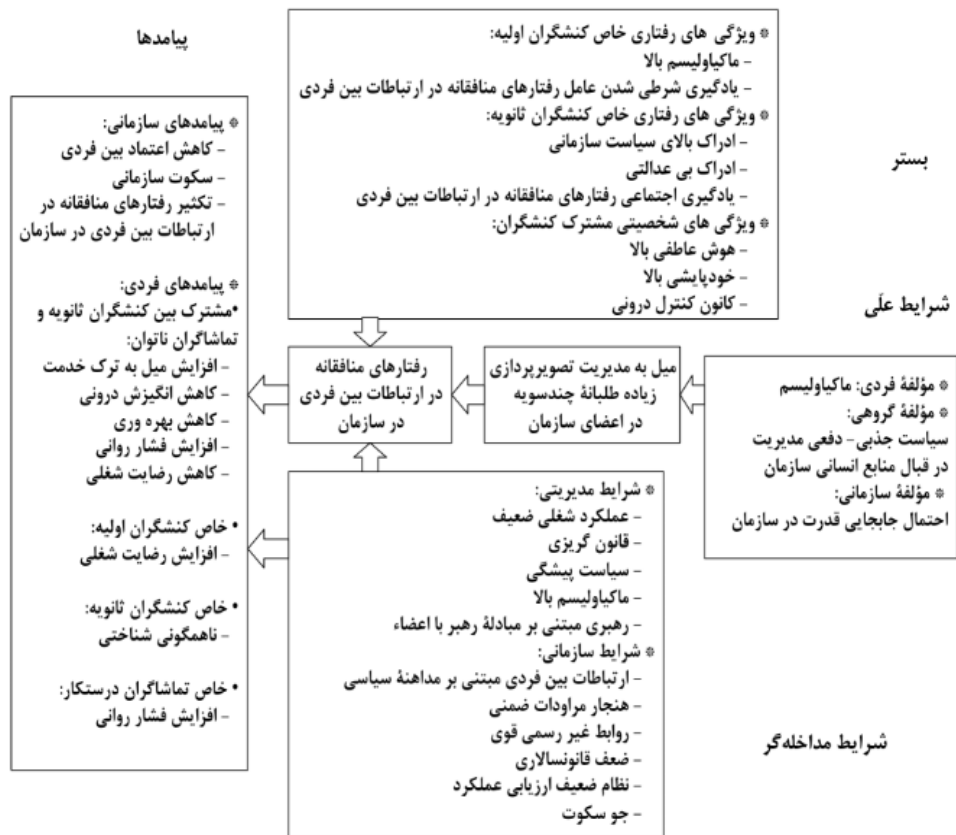 بستر
* ویژگی های رفتاری خاص کنشگران اولیه:
- ماکیاولیسم بالا
- یادگیری شرطی شدن عامل رفتارهای منافقانه در ارتباطات بین فردی
* ویژگی های رفتاری خاص کنشگران ثانویه:
- ادراک بالای سیاست سازمانی
- ادراک بی عدالتی
- یادگیری اجتماعی رفتارهای منافقانه در ارتباطات بین فردی
* ویژگی های شخصیتی مشترک کنشگران:
- هوش عاطفی بالا
- خودپایشی بالا
- کانون کنترل درونی
شرایط علّی
* مؤلفۀ فردی: ماکیاولیسم
* مؤلفۀ گروهی:
سیاست جذبی- دفعی مدیریت
در قبال منابع انسانی سازمان
* مؤلفۀ سازمانی:
احتمال جابجایی قدرت در سازمان
میل به مدیریت تصویرپردازی
زیاده طلبانۀ چندسویه
در اعضای سازمان
رفتارهای منافقانه
در ارتباطات بین فردی
در سازمان
شرایط مداخله‌گر
* شرایط مدیریتی:
- عملکرد شغلی ضعیف
- قانون گریزی
- سیاست پیشگی
- ماکیاولیسم بالا
- رهبری مبتنی بر مبادلۀ رهبر با اعضاء
* شرایط سازمانی:
- ارتباطات بین فردی مبتنی بر مداهنۀ سیاسی
- هنجار مراودات ضمنی
- روابط غیر رسمی قوی
- ضعف قانونسالاری
- نظام ضعیف ارزیابی عملکرد
- جو سکوت
پیامدها
* پیامدهای سازمانی:
- کاهش اعتماد بین فردی
- سکوت سازمانی
- تکثیر رفتارهای منافقانه در
ارتباطات بین فردی در سازمان
* پیامدهای فردی:
•مشترک بین کنشگران ثانویه و
تماشاگران ناتوان:
- افزایش میل به ترک خدمت
- کاهش انگیزش درونی
- کاهش بهره وری
- افزایش فشار روانی
- کاهش رضایت شغلی
• خاص کنشگران اولیه:
- افزایش رضایت شغلی
• خاص کنشگران ثانویه:
- ناهمگونی شناختی
• خاص تماشاگران درستکار:
- افزایش فشار روانی